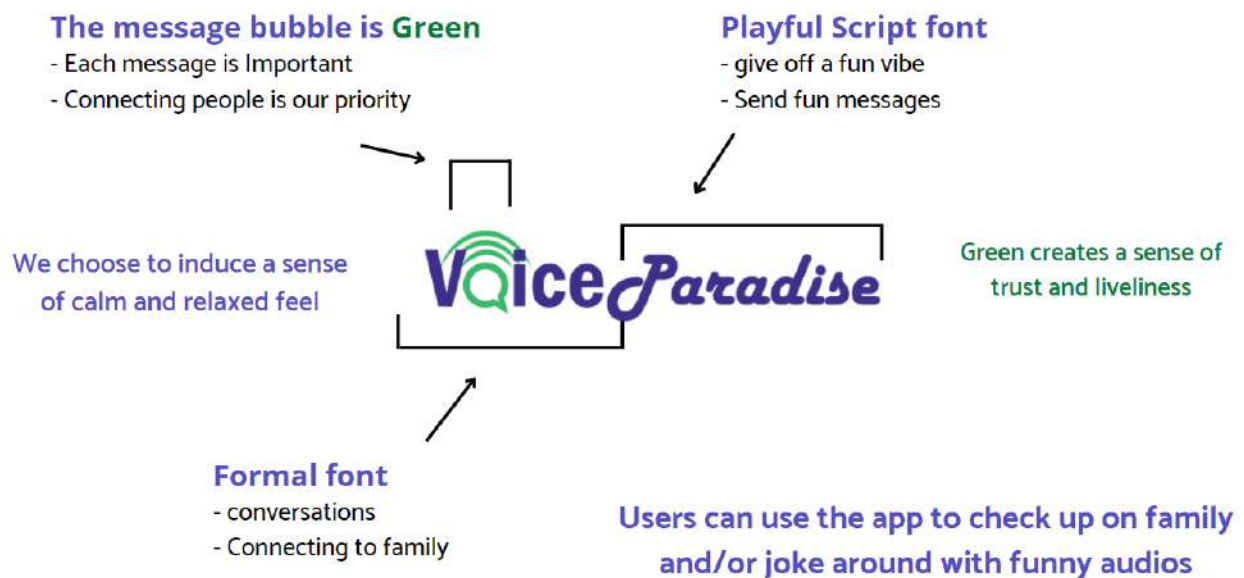 The message bubble is Green
- Each message is Important
- Connecting people is our priority
Playful Script font
- give off a fun vibe
- Send fun messages
We choose to induce a sense
of calm and relaxed feel
Voice Paradise
Green creates a sense of
trust and liveliness
Formal font
- conversations
- Connecting to family
Users can use the app to check up on family
and/or joke around with funny audios